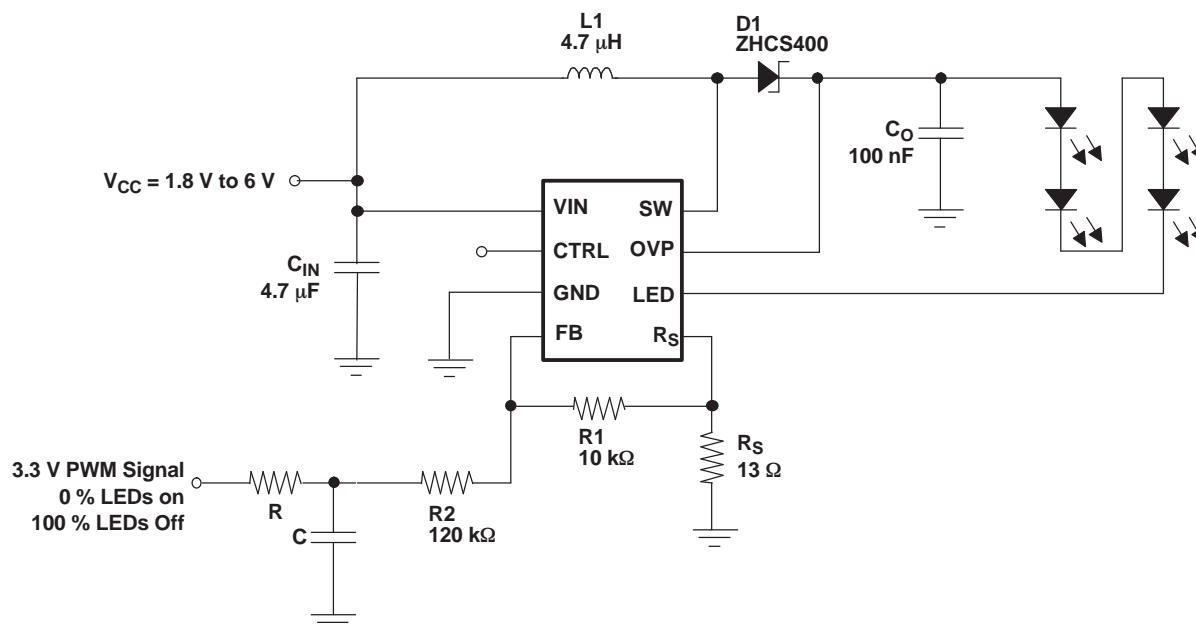 L1
4.7 µH
D1
ZHCS400
CO
100 nF
VCC = 1.8 V to 6 V
CIN
4.7 µF
VIN
SW
CTRL
OVP
GND
LED
FB
RS
R1
10 kΩ
RS
13 Ω
3.3 V PWM Signal
0 % LEDs on
100 % LEDs Off
R
C
R2
120 kΩ